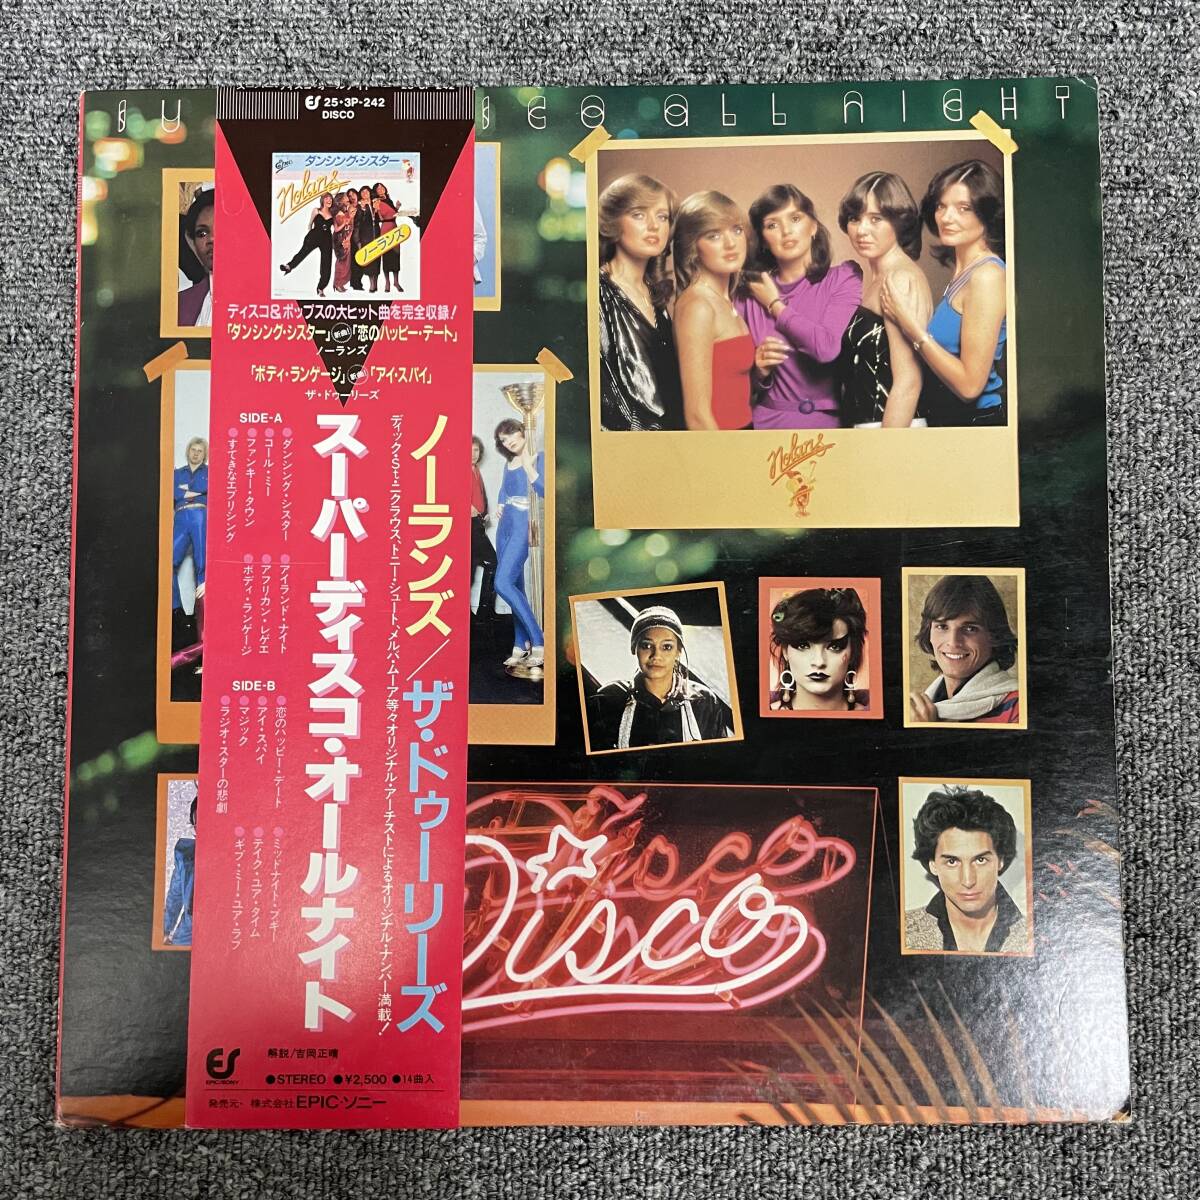 SU
SCO ALL NIGHT
ES 25・3P-242
DISCO
ダンシング・シスター
Nolans
ノーランズ
ディスコ&ポップスの大ヒット曲を完全収録!
「ダンシング・シスター」新曲!「恋のハッピー・デート」
ノーランズ
「ボディ・ランゲージ」新曲「アイ・スパイ」
ザ・ドゥーリーズ
ノーランズ/ザ・ドゥーリーズ
ディック・St・ニクラウス、トニー・シュート、メルバ・ムーア等々オリジナル・アーチストによるオリジナル・ナンバー満載!
スーパーディスコ・オールナイト
SIDE-A
●ダンシング・シスター
●コール・ミー
●ファンキー・タウン
●すてきなエブリシング
●アイランド・ナイト
●アフリカン・レゲエ
●ボディ・ランゲージ
SIDE-B
●恋のハッピー・デート
●アイ・スパイ
●マジック
●ラジオ・スターの悲劇
●ミッドナイト・ブギー
●テイク・ユア・タイム
●ギブ・ミー・ユア・ラブ
ES
EPIC/SONY
解説/吉岡正晴
●STEREO ●¥2,500 ●14曲入
発売元・株式会社EPIC・ソニー
Nolans
Disco